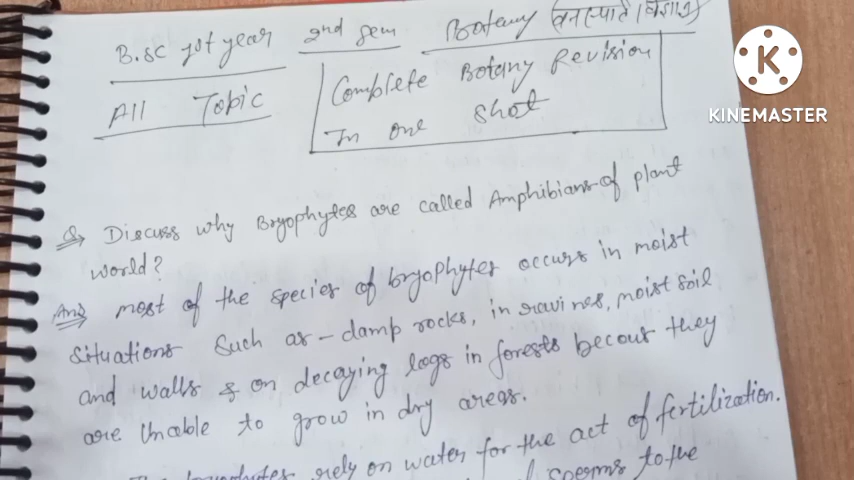 B.sc 1st year 2nd sem Botany (वनस्पति विज्ञान)
All Topic
Complete Botany Revision
In one shot
KINEMASTER
Q Discuss why Bryophytes are called Amphibians of plant
world?
Ans most of the species of bryophytes occurs in moist
situations such as - damp rocks, in ravines, moist soil
and walls & on decaying logs in forests becous they
are unable to grow in dry areas.
The bryophytes rely on water for the act of fertilization.
sperms to the